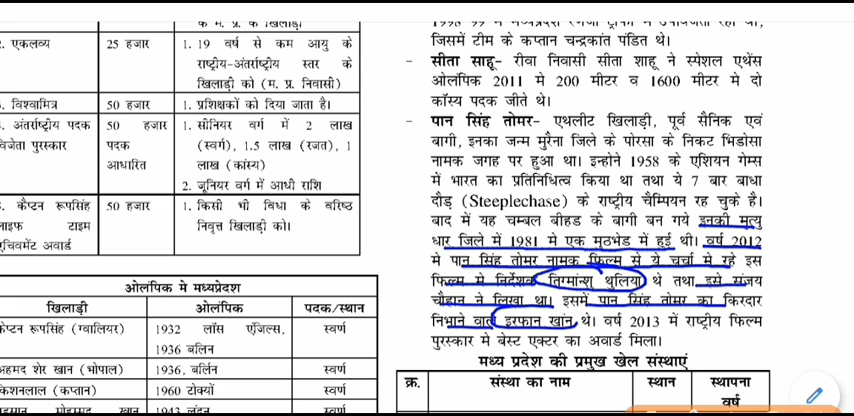 के म. प्र. के खिलाड़ी
2. एकलव्य 25 हजार 1. 19 वर्ष से कम आयु के
राष्ट्रीय-अंतर्राष्ट्रीय स्तर के
खिलाड़ी को (म. प्र. निवासी)
. विश्वामित्र 50 हजार 1. प्रशिक्षकों को दिया जाता है।
. अंतर्राष्ट्रीय पदक 50 हजार 1. सीनियर वर्ग में 2 लाख
विजेता पुरस्कार पदक (स्वर्ग), 1.5 लाख (रजत), 1
आधारित लाख (कांस्य)
2. जूनियर वर्ग में आधी राशि
. कैप्टन रूपसिंह 50 हजार 1. किसी भी विधा के वरिष्ठ
लाइफ टाइम निवृत्त खिलाड़ी को।
एचिवमेंट अवार्ड
ओलंपिक मे मध्यप्रदेश
खिलाड़ी ओलंपिक पदक/स्थान
केप्टन रूपसिंह (ग्वालियर) 1932 लॉस एंजिल्स, स्वर्ण
1936 बलिन
अहमद शेर खान (भोपाल) 1936, बर्लिन स्वर्ण
किशनलाल (कप्तान) 1960 टोक्यों स्वर्ण
खान 1943 लंदन स्वर्ण
जिसमें टीम के कप्तान चन्द्रकांत पंडित थे।
- सीता साहू- रीवा निवासी सीता शाहू ने स्पेशल एथेंस
ओलंपिक 2011 मे 200 मीटर व 1600 मीटर मे दो
कॉस्य पदक जीते थे।
- पान सिंह तोमर- एथलीट खिलाड़ी, पूर्व सैनिक एवं
बागी, इनका जन्म मुरैना जिले के पोरसा के निकट भिडोसा
नामक जगह पर हुआ था। इन्होने 1958 के एशियन गेम्स
में भारत का प्रतिनिधित्व किया था तथा ये 7 बार बाधा
दौड़ (Steeplechase) के राष्ट्रीय चैम्पियन रह चुके है।
बाद में यह चम्बल बीहड के बागी बन गये इनकी मृत्यु
धार जिले में 1981 मे एक मुठभेड में हुई थी। वर्ष 2012
मे पान सिंह तोमर नामक फिल्म से ये चर्चा मे रहे इस
फिल्म मे निर्देशक तिग्मांन्शु थुलिया थे तथा इसे संजय
चौहान ने लिखा था। इसमें पान सिंह तोमर का किरदार
निभाने वाले इरफान खांन थे। वर्ष 2013 में राष्ट्रीय फिल्म
पुरस्कार मे बेस्ट एक्टर का अवार्ड मिला।
मध्य प्रदेश की प्रमुख खेल संस्थाएं
क्र. संस्था का नाम स्थान स्थापना
वर्ष